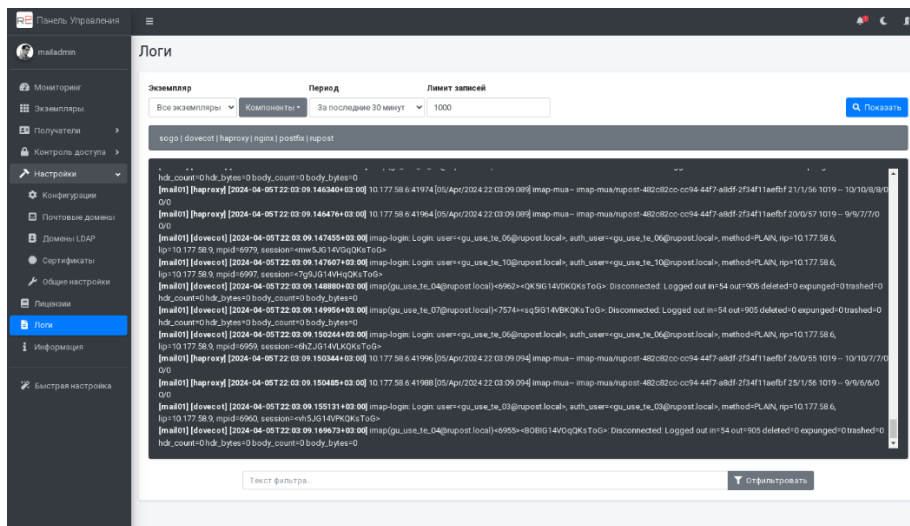 R2 Панель Управления
mailadmin
Мониторинг
Экземпляры
Получатели
Контроль доступа
Настройки
Конфигурации
Почтовые домены
Домены LDAP
Сертификаты
Общие настройки
Лицензии
Логи
Информация
Быстрая настройка
Логи
Экземпляр Период Лимит записей
Все экземпляры Компоненты За последние 30 минут 1000 Показать
sogo | dovecot | haproxy | nginx | postfix | rupost
hdr_count=0 hdr_bytes=0 body_count=0 body_bytes=0
[mail01] [haproxy] [2024-04-05T22:03:09.146340+03:00] 10.177.58.6:41974 [05/Apr/2024:22:03:09.089] imap-mua~ imap-mua/rupost-482c82cc-cc94-44f7-a8df-2f34f11aefbf 21/1/56 1019 -- 10/10/8/8/0
0/0
[mail01] [haproxy] [2024-04-05T22:03:09.146476+03:00] 10.177.58.6:41964 [05/Apr/2024:22:03:09.089] imap-mua~ imap-mua/rupost-482c82cc-cc94-44f7-a8df-2f34f11aefbf 20/0/57 1019 -- 9/9/7/7/0
0/0
[mail01] [dovecot] [2024-04-05T22:03:09.147455+03:00] imap-login: Login: user=<gu_use_te_06@rupost.local>, auth_user=<gu_use_te_06@rupost.local>, method=PLAIN, rip=10.177.58.6,
lip=10.177.58.9, mpid=6979, session=<mw5JG14VGqQKsToG>
[mail01] [dovecot] [2024-04-05T22:03:09.147607+03:00] imap-login: Login: user=<gu_use_te_10@rupost.local>, auth_user=<gu_use_te_10@rupost.local>, method=PLAIN, rip=10.177.58.6,
lip=10.177.58.9, mpid=6997, session=<7g9JG14VHqQKsToG>
[mail01] [dovecot] [2024-04-05T22:03:09.148880+03:00] imap(gu_use_te_04@rupost.local)<6962><QK5IG14VDKQKsToG>: Disconnected: Logged out in=54 out=905 deleted=0 expunged=0 trashed=0
hdr_count=0 hdr_bytes=0 body_count=0 body_bytes=0
[mail01] [dovecot] [2024-04-05T22:03:09.149956+03:00] imap(gu_use_te_07@rupost.local)<7574><sq5IG14VBKQKsToG>: Disconnected: Logged out in=54 out=905 deleted=0 expunged=0 trashed=0
hdr_count=0 hdr_bytes=0 body_count=0 body_bytes=0
[mail01] [dovecot] [2024-04-05T22:03:09.150244+03:00] imap-login: Login: user=<gu_use_te_06@rupost.local>, auth_user=<gu_use_te_06@rupost.local>, method=PLAIN, rip=10.177.58.6,
lip=10.177.58.9, mpid=6959, session=<6hZJG14VLKQKsToG>
[mail01] [haproxy] [2024-04-05T22:03:09.150344+03:00] 10.177.58.6:41996 [05/Apr/2024:22:03:09.094] imap-mua~ imap-mua/rupost-482c82cc-cc94-44f7-a8df-2f34f11aefbf 26/0/55 1019 -- 10/10/7/7/0
0/0
[mail01] [haproxy] [2024-04-05T22:03:09.150485+03:00] 10.177.58.6:41988 [05/Apr/2024:22:03:09.094] imap-mua~ imap-mua/rupost-482c82cc-cc94-44f7-a8df-2f34f11aefbf 25/1/56 1019 -- 9/9/6/6/0
0/0
[mail01] [dovecot] [2024-04-05T22:03:09.155131+03:00] imap-login: Login: user=<gu_use_te_03@rupost.local>, auth_user=<gu_use_te_03@rupost.local>, method=PLAIN, rip=10.177.58.6,
lip=10.177.58.9, mpid=6960, session=<vh5JG14VPQKsToG>
[mail01] [dovecot] [2024-04-05T22:03:09.169673+03:00] imap(gu_use_te_04@rupost.local)<6955><BOBIG14VOqQKsToG>: Disconnected: Logged out in=54 out=905 deleted=0 expunged=0 trashed=0
hdr_count=0 hdr_bytes=0 body_count=0 body_bytes=0
Текст фильтра... Отфильтровать